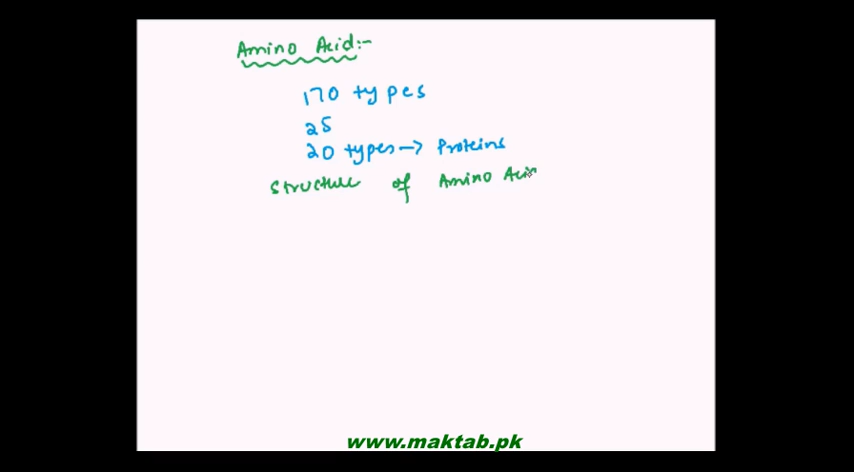 Amino Acid:-
170 types
25
20 types → Proteins
Structure of Amino Acid
www.maktab.pk